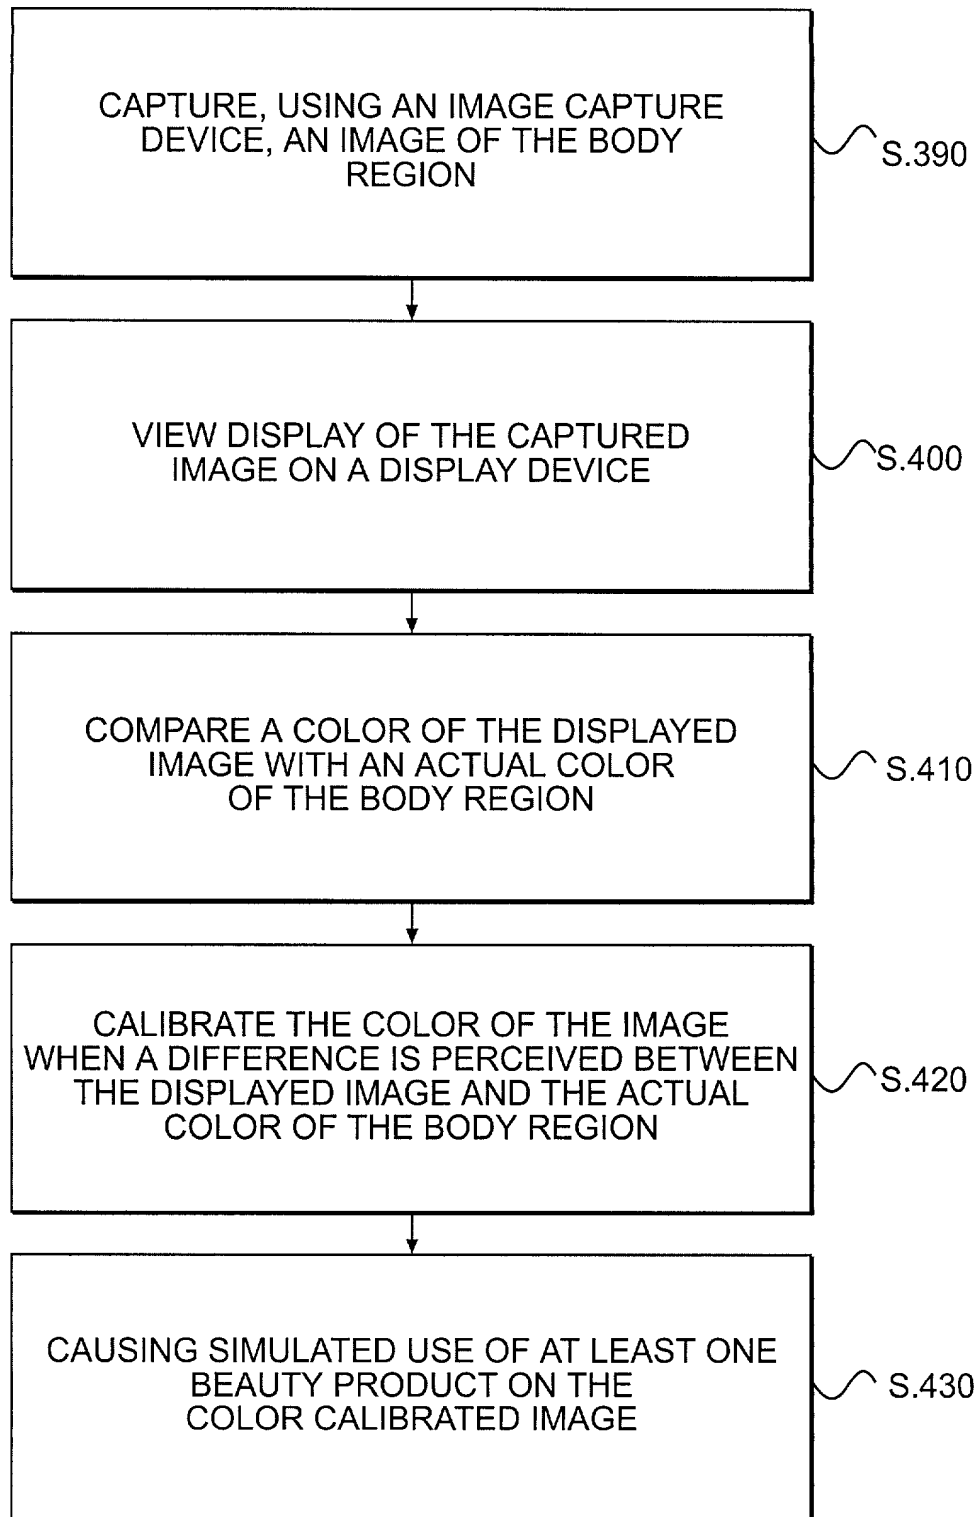 CAPTURE, USING AN IMAGE CAPTURE
DEVICE, AN IMAGE OF THE BODY
REGION
S.390
VIEW DISPLAY OF THE CAPTURED
IMAGE ON A DISPLAY DEVICE
S.400
COMPARE A COLOR OF THE DISPLAYED
IMAGE WITH AN ACTUAL COLOR
OF THE BODY REGION
S.410
CALIBRATE THE COLOR OF THE IMAGE
WHEN A DIFFERENCE IS PERCEIVED BETWEEN
THE DISPLAYED IMAGE AND THE ACTUAL
COLOR OF THE BODY REGION
S.420
CAUSING SIMULATED USE OF AT LEAST ONE
BEAUTY PRODUCT ON THE
COLOR CALIBRATED IMAGE
S.430